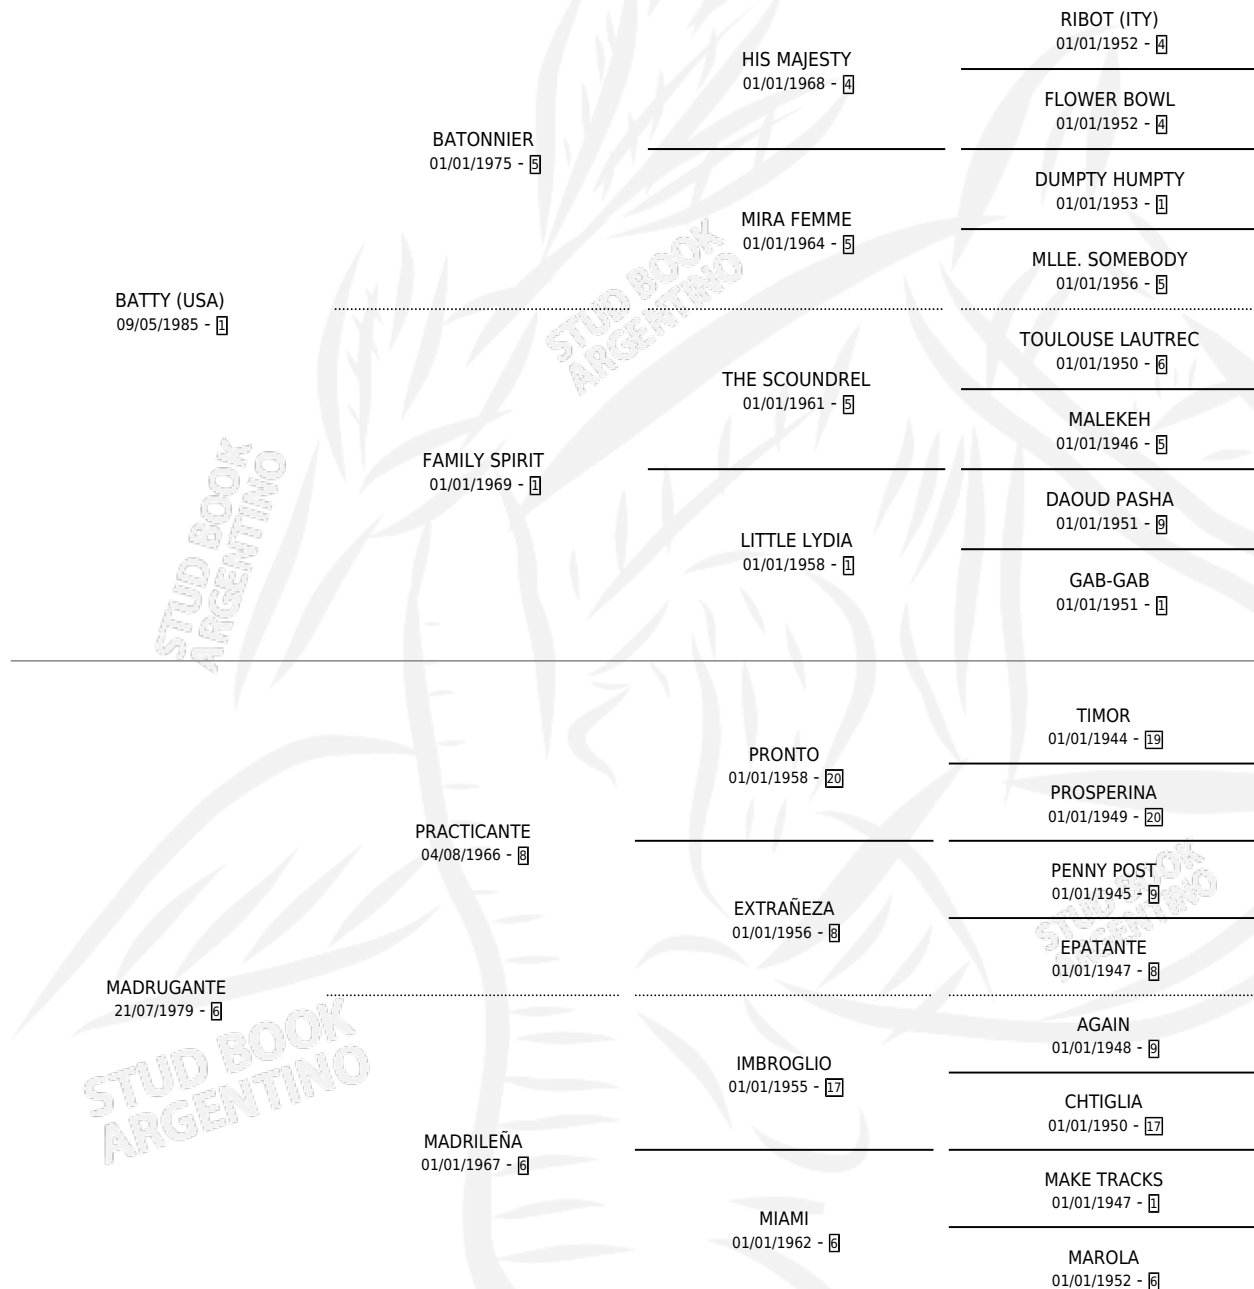 RIBOT (ITY)
01/01/1952 - 4
HIS MAJESTY
01/01/1968 - 4
FLOWER BOWL
01/01/1952 - 4
BATONNIER
01/01/1975 - 5
DUMPTY HUMPTY
01/01/1953 - 1
MIRA FEMME
01/01/1964 - 5
MLLE. SOMEBODY
01/01/1956 - 5
BATTY (USA)
09/05/1985 - 1
STUD BOOK
ARGENTINO
TOULOUSE LAUTREC
01/01/1950 - 6
THE SCOUNDREL
01/01/1961 - 5
MALEKEH
01/01/1946 - 5
FAMILY SPIRIT
01/01/1969 - 1
DAOUD PASHA
01/01/1951 - 9
LITTLE LYDIA
01/01/1958 - 1
GAB-GAB
01/01/1951 - 1
STUD BOOK
ARGENTINO
TIMOR
01/01/1944 - 19
PRONTO
01/01/1958 - 20
PROSPERINA
01/01/1949 - 20
PRACTICANTE
04/08/1966 - 8
PENNY POST
01/01/1945 - 9
STUD BOOK
ARGENTINO
EXTRAÑEZA
01/01/1956 - 8
EPATANTE
01/01/1947 - 8
MADRUGANTE
21/07/1979 - 6
STUD BOOK
ARGENTINO
AGAIN
01/01/1948 - 9
IMBROGLIO
01/01/1955 - 17
CHTIGLIA
01/01/1950 - 17
MADRILEÑA
01/01/1967 - 6
MAKE TRACKS
01/01/1947 - 1
MIAMI
01/01/1962 - 6
MAROLA
01/01/1952 - 6